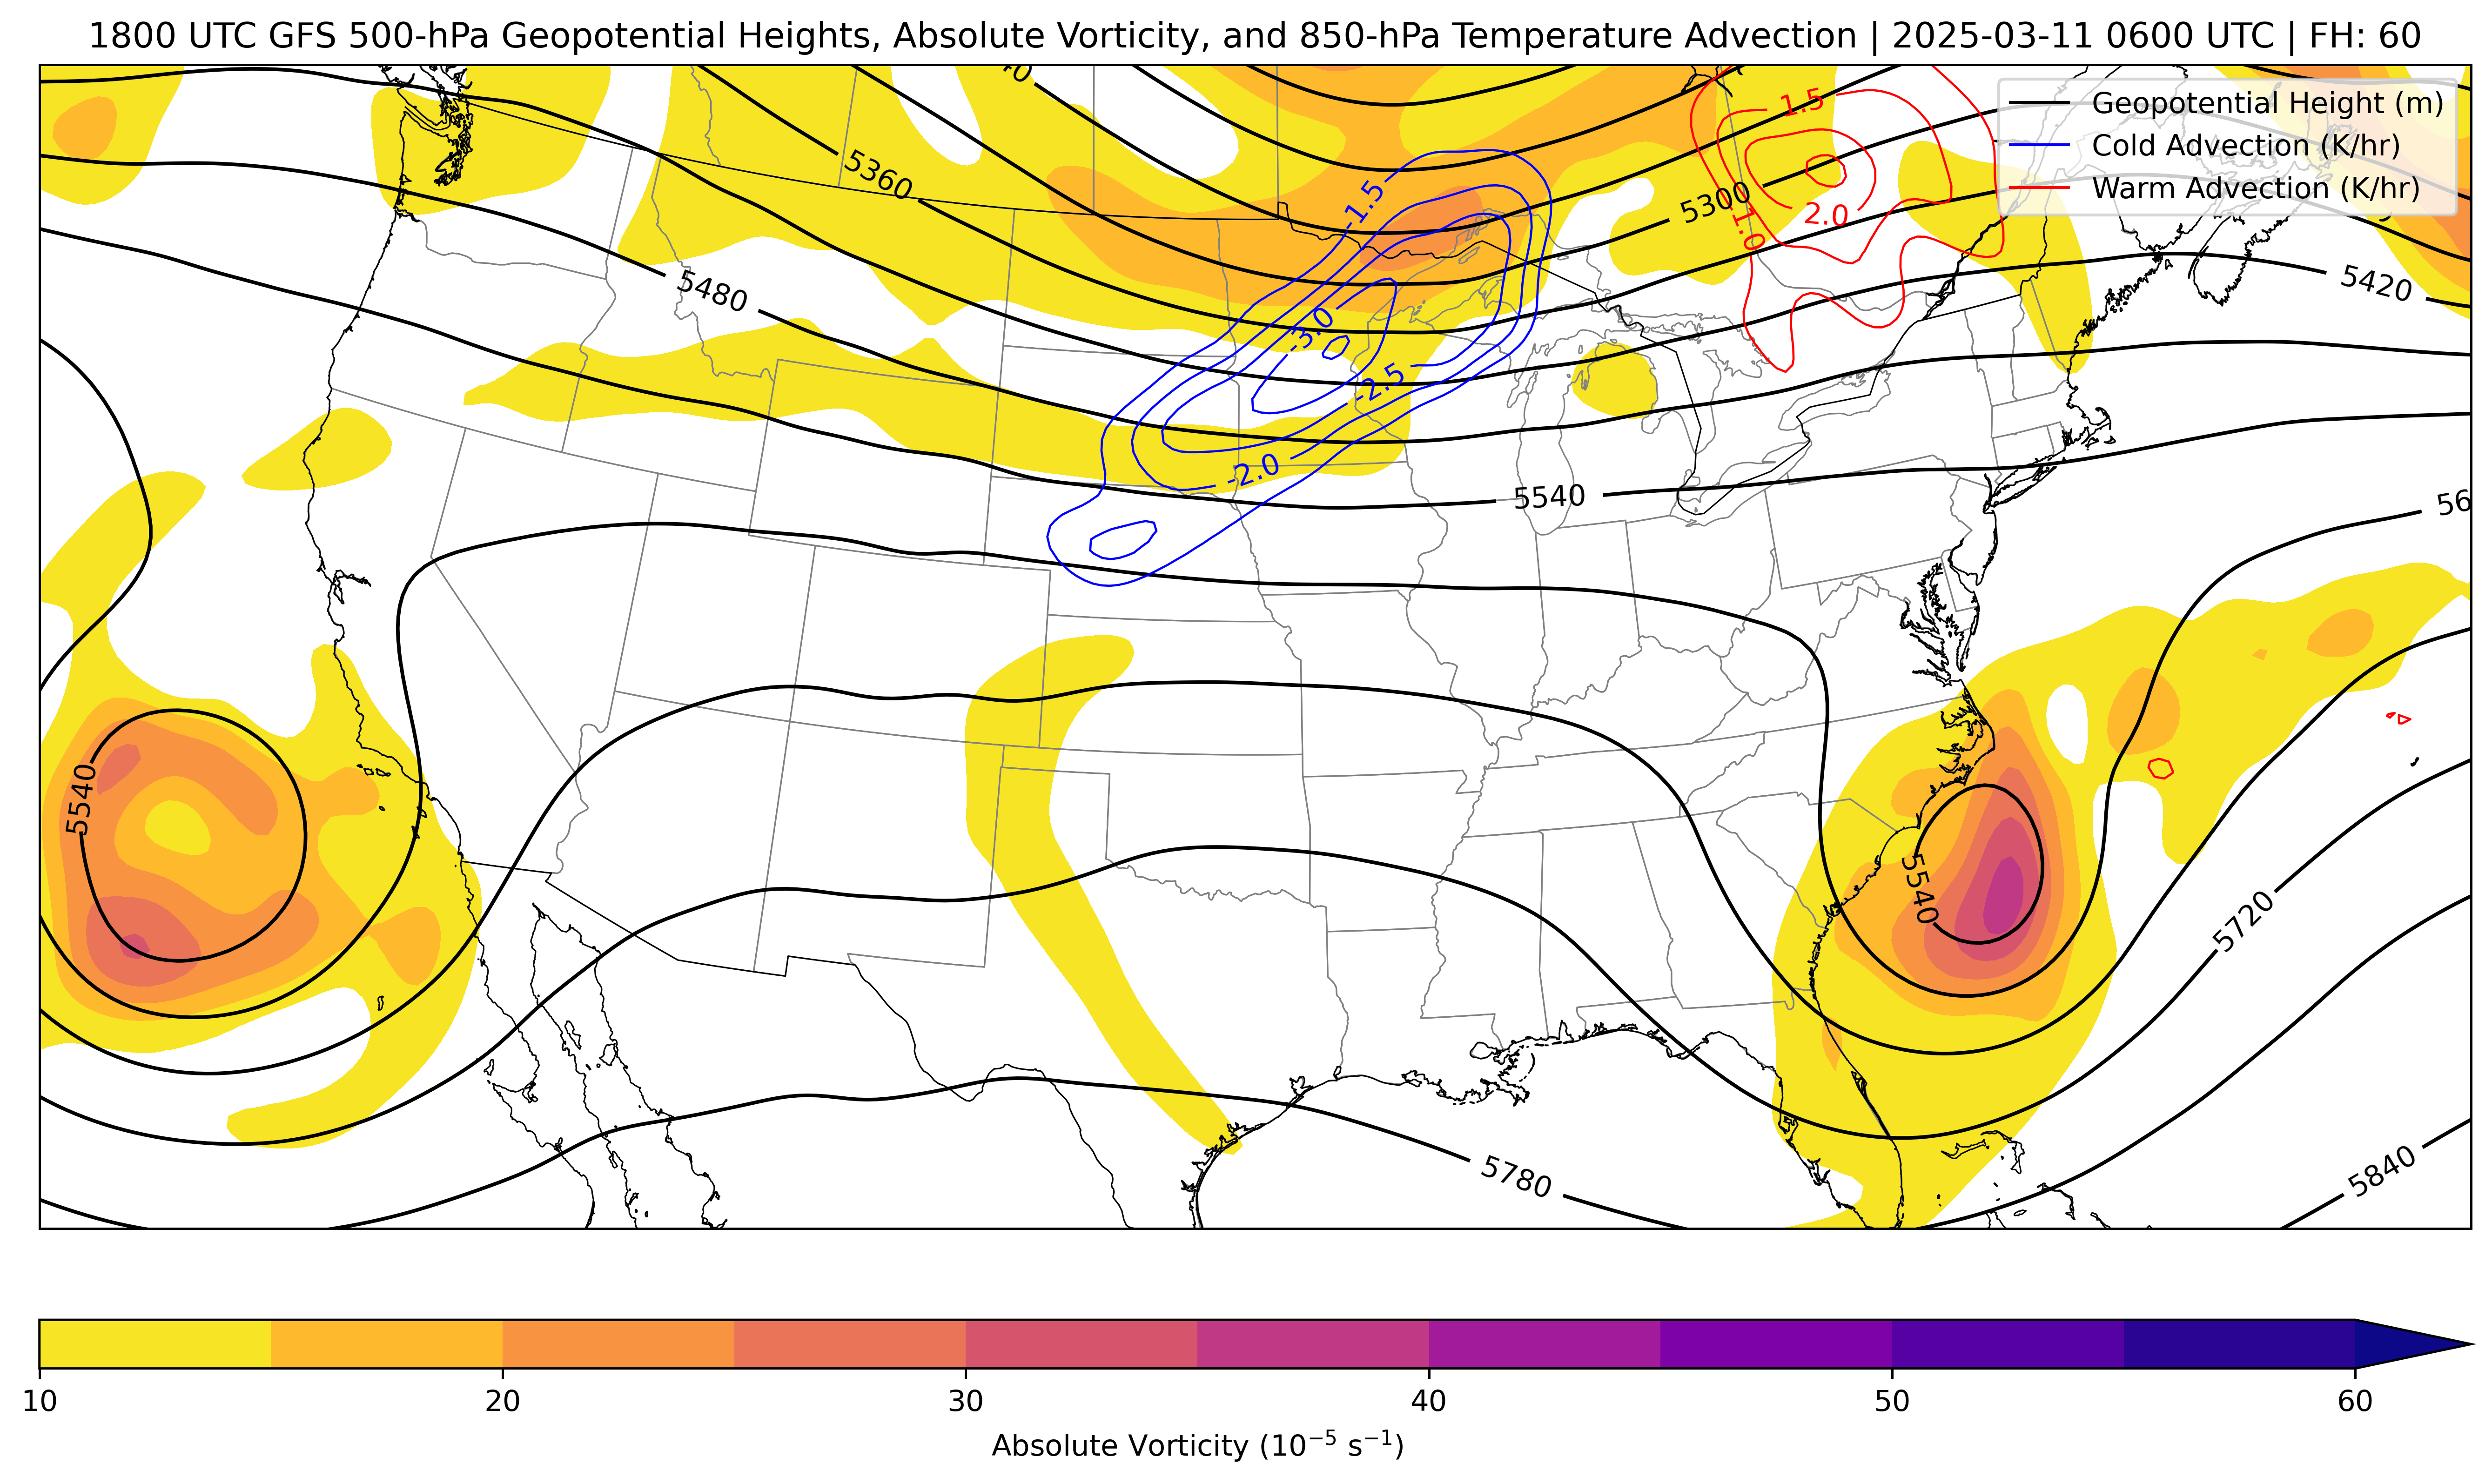 1800 UTC GFS 500-hPa Geopotential Heights, Absolute Vorticity, and 850-hPa Temperature Advection | 2025-03-11 0600 UTC | FH: 60
Geopotential Height (m)
Cold Advection (K/hr)
Warm Advection (K/hr)
1.5
5360
-1.5
5300
2.0
1.0
5480
5420
-3.0
-2.5
-2.0
5540
5540
5540
5720
5780
5840
10 20 30 40 50 60
Absolute Vorticity (10⁻⁵ s⁻¹)